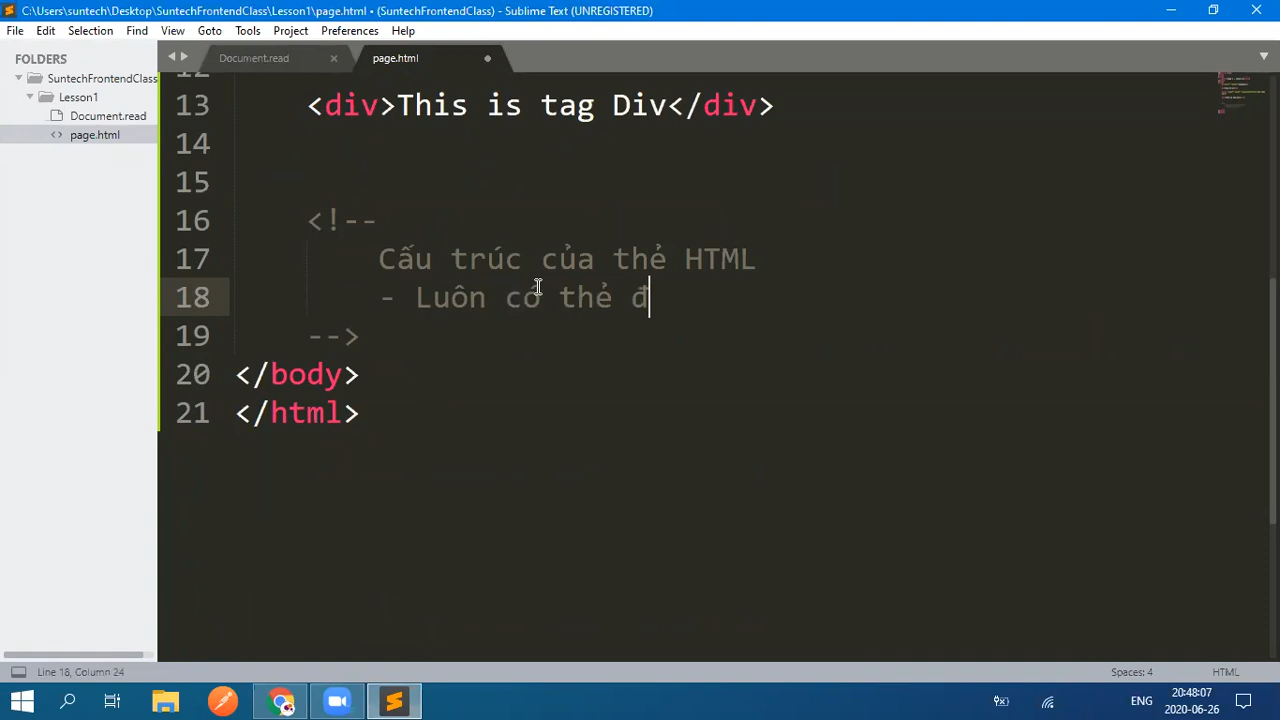 C:\Users\suntech\Desktop\SuntechFrontendClass\Lesson1\page.html • (SuntechFrontendClass) - Sublime Text (UNREGISTERED)
File Edit Selection Find View Goto Tools Project Preferences Help
FOLDERS
SuntechFrontendClass
Lesson1
Document.read
page.html
Document.read page.html
12
13 <div>This is tag Div</div>
14
15
16 <!--
17 Cấu trúc của thẻ HTML
18 - Luôn có thẻ đ
19 -->
20 </body>
21 </html>
Line 18, Column 24 Spaces: 4 HTML
ENG 20:48:07
2020-06-26